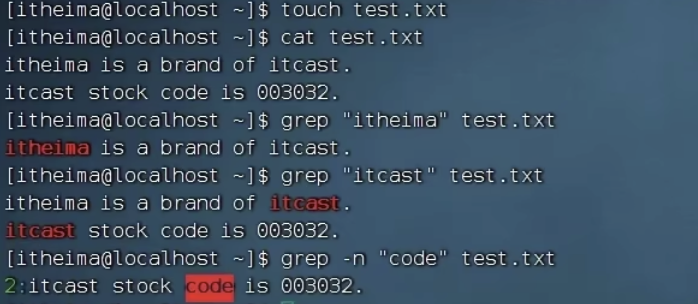 [itheima@localhost ~]$ touch test.txt
[itheima@localhost ~]$ cat test.txt
itheima is a brand of itcast.
itcast stock code is 003032.
[itheima@localhost ~]$ grep "itheima" test.txt
itheima is a brand of itcast.
[itheima@localhost ~]$ grep "itcast" test.txt
itheima is a brand of itcast.
itcast stock code is 003032.
[itheima@localhost ~]$ grep -n "code" test.txt
2:itcast stock code is 003032.